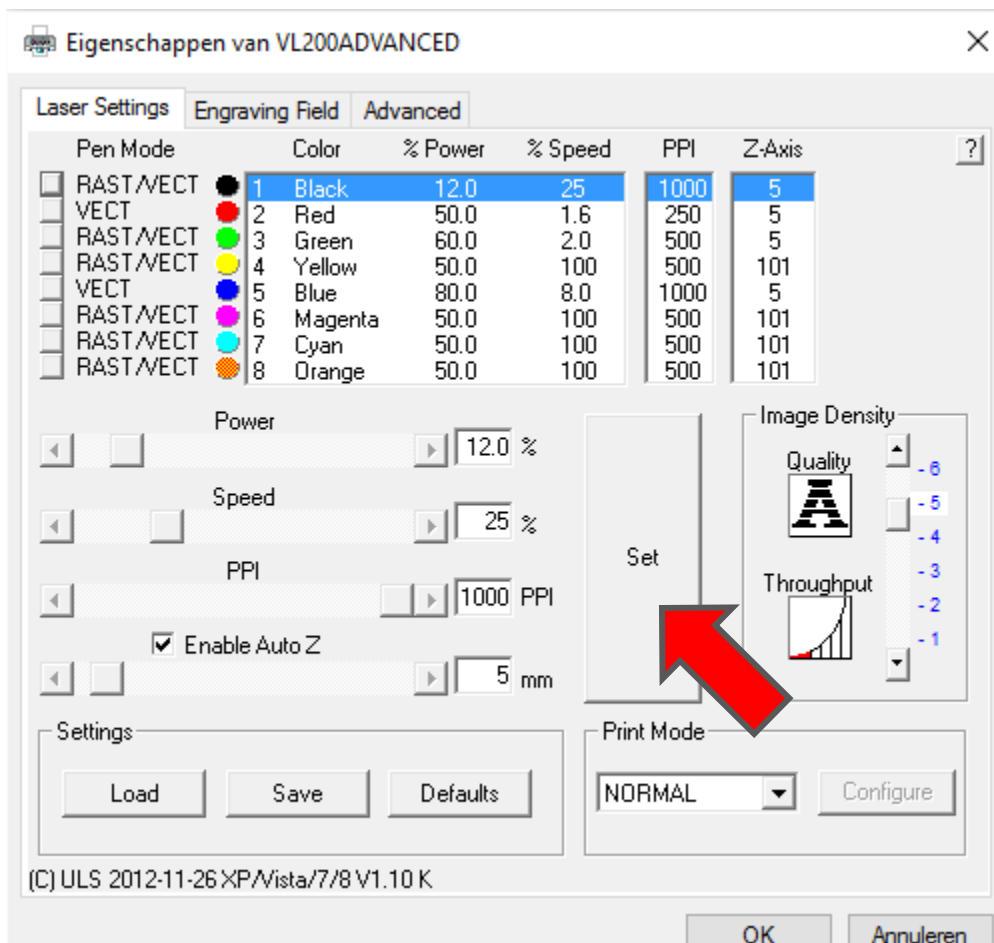 Eigenschappen van VL200ADVANCED
Laser Settings Engraving Field Advanced
Pen Mode Color % Power % Speed PPI Z-Axis ?
RAST/VECT 1 Black 12.0 25 1000 5
VECT 2 Red 50.0 1.6 250 5
RAST/VECT 3 Green 60.0 2.0 500 5
RAST/VECT 4 Yellow 50.0 100 500 101
VECT 5 Blue 80.0 8.0 1000 5
RAST/VECT 6 Magenta 50.0 100 500 101
RAST/VECT 7 Cyan 50.0 100 500 101
RAST/VECT 8 Orange 50.0 100 500 101
Power
12.0 %
Speed
25 %
PPI
1000 PPI
Enable Auto Z
5 mm
Set
Image Density
Quality
A
Throughput
- 6
- 5
- 4
- 3
- 2
- 1
Settings
Load Save Defaults
Print Mode
NORMAL Configure
(C) ULS 2012-11-26 XP/Vista/7/8 V1.10 K
OK Annuleren